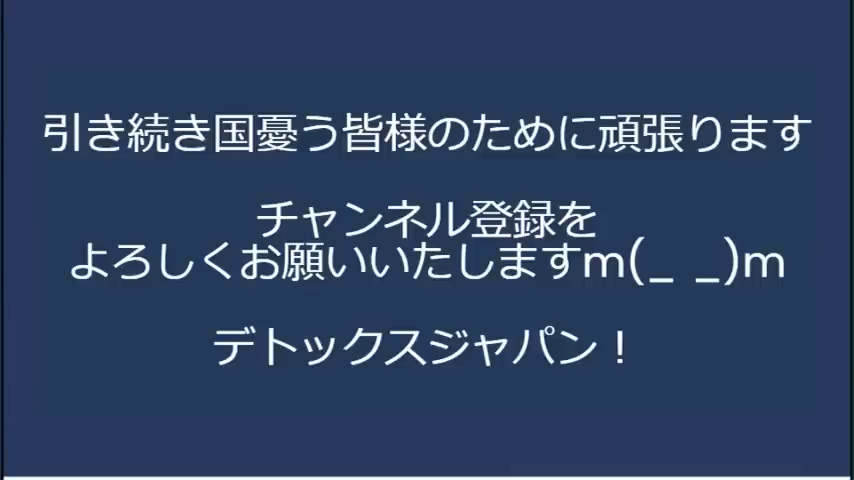 引き続き国憂う皆様のために頑張ります
チャンネル登録を
よろしくお願いいたしますm(_ _)m
デトックスジャパン！